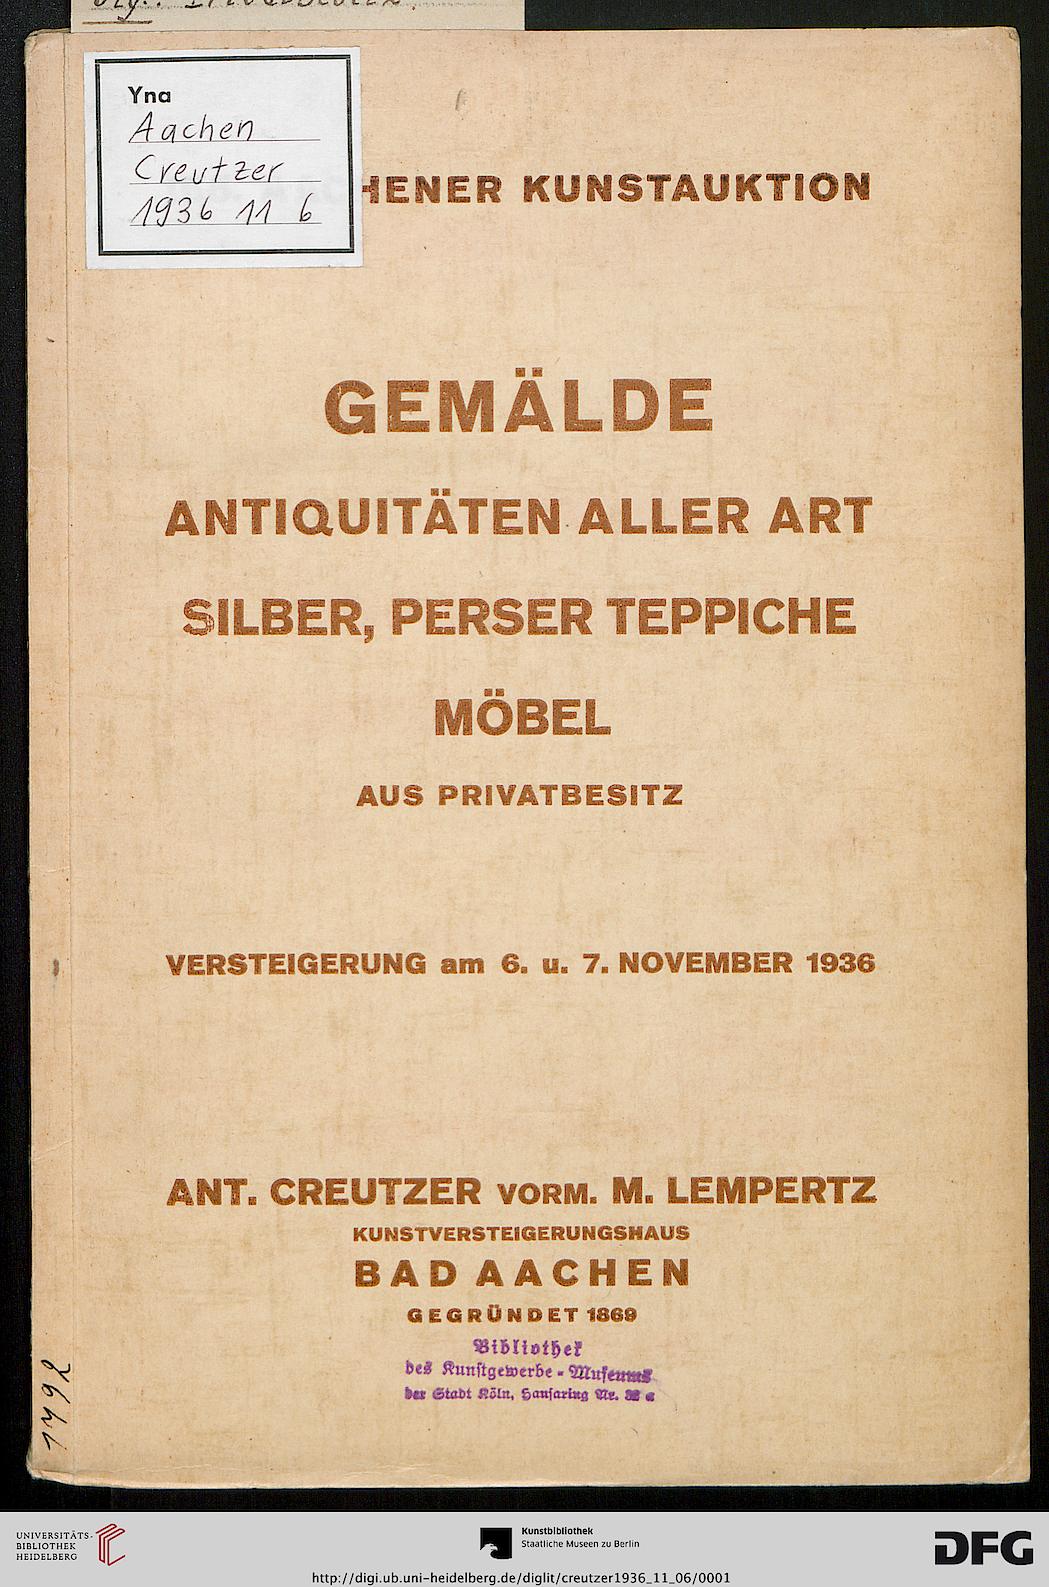 Yna
Aachen
Creutzer
1936 11 6
HENER KUNSTAUKTION
GEMÄLDE
ANTIQUITÄTEN ALLER ART
SILBER, PERSER TEPPICHE
MÖBEL
AUS PRIVATBESITZ
VERSTEIGERUNG am 6. u. 7. NOVEMBER 1936
ANT. CREUTZER VORM. M. LEMPERTZ
KUNSTVERSTEIGERUNGSHAUS
BAD AACHEN
GEGRÜNDET 1869
Bibliothek
des Kunstgewerbe-Museums
der Stadt Köln, Hansaring Nr.
UNIVERSITÄTS-
BIBLIOTHEK
HEIDELBERG
Kunstbibliothek
Staatliche Museen zu Berlin
DFG
http://digi.ub.uni-heidelberg.de/diglit/creutzer1936_11_06/0001